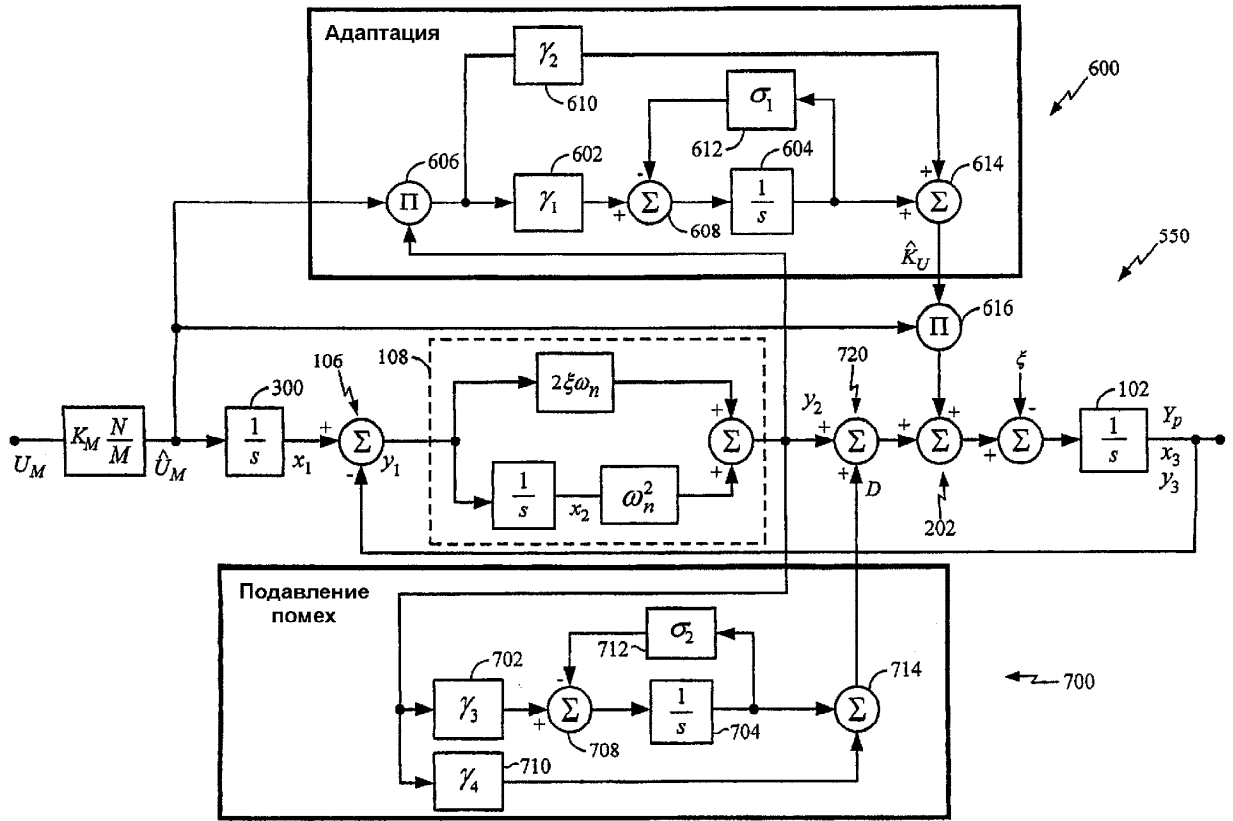 Адаптация
γ₂
610
600
σ₁
612
604
606
602
614
Π
γ₁
+
-
Σ
608
1/s
+
+
Σ
K̂_U
550
Π
616
108
106
300
2ξωₙ
720
ξ
102
U_M
K_M N/M
Û_M
1/s
x₁
+
-
Σ
y₁
1/s
x₂
ωₙ²
+
+
Σ
y₂
+
+
Σ
D
+
+
Σ
202
+
-
Σ
1/s
Y_p
x₃
y₃
Подавление
помех
σ₂
712
702
714
700
γ₃
+
-
Σ
708
1/s
704
Σ
γ₄
710